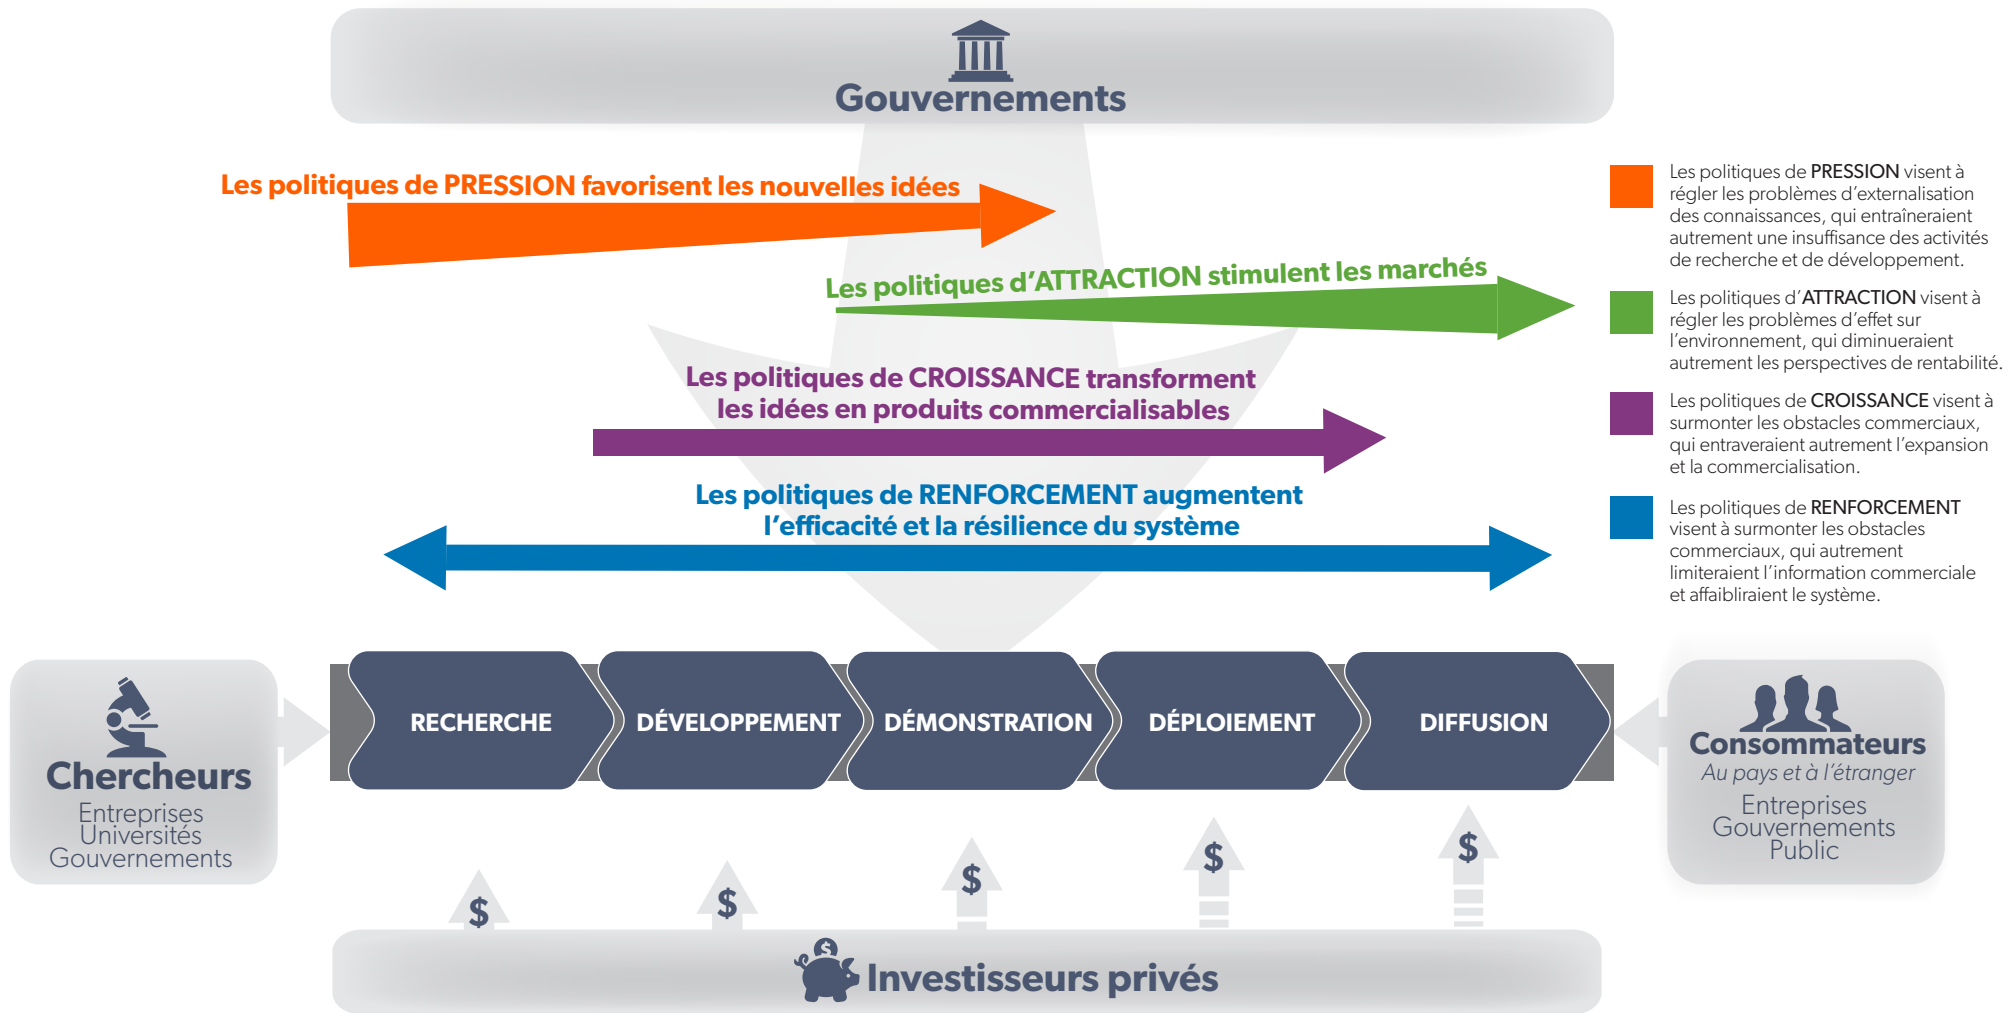 Gouvernements
Les politiques de PRESSION favorisent les nouvelles idées
Les politiques d’ATTRACTION stimulent les marchés
Les politiques de CROISSANCE transforment
les idées en produits commercialisables
Les politiques de RENFORCEMENT augmentent
l’efficacité et la résilience du système
Les politiques de PRESSION visent à
régler les problèmes d’externalisation
des connaissances, qui entraîneraient
autrement une insuffisance des activités
de recherche et de développement.
Les politiques d’ATTRACTION visent à
régler les problèmes d’effet sur
l’environnement, qui diminueraient
autrement les perspectives de rentabilité.
Les politiques de CROISSANCE visent à
surmonter les obstacles commerciaux,
qui entraveraient autrement l’expansion
et la commercialisation.
Les politiques de RENFORCEMENT
visent à surmonter les obstacles
commerciaux, qui autrement
limiteraient l’information commerciale
et affaibliraient le système.
Chercheurs
Entreprises
Universités
Gouvernements
RECHERCHE
DÉVELOPPEMENT
DÉMONSTRATION
DÉPLOIEMENT
DIFFUSION
Consommateurs
Au pays et à l’étranger
Entreprises
Gouvernements
Public
$
$
$
$
$
$
Investisseurs privés